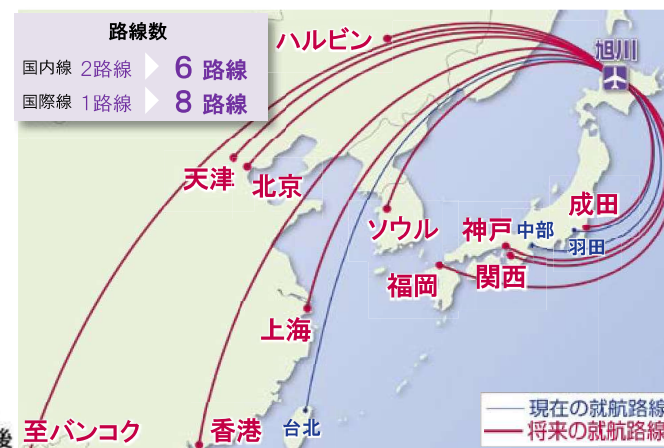 路線数
国内線 2路線 6 路線
国際線 1路線 8 路線
ハルビン
旭川
天津
北京
ソウル
成田
神戸
中部
羽田
福岡
関西
上海
至バンコク
香港
台北
現在の就航路線
将来の就航路線
後